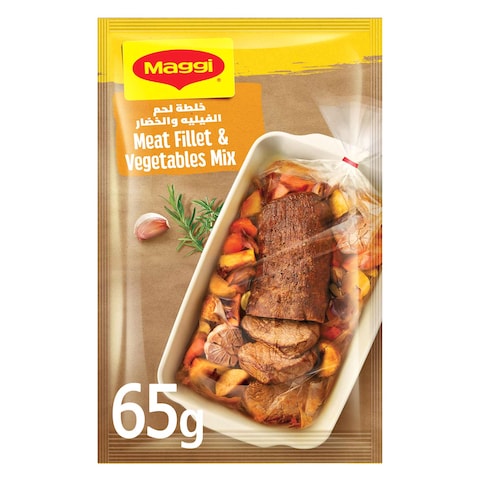 Maggi
خلطة لحم
الفيليه والخضار
Meat Fillet &
Vegetables Mix
65g